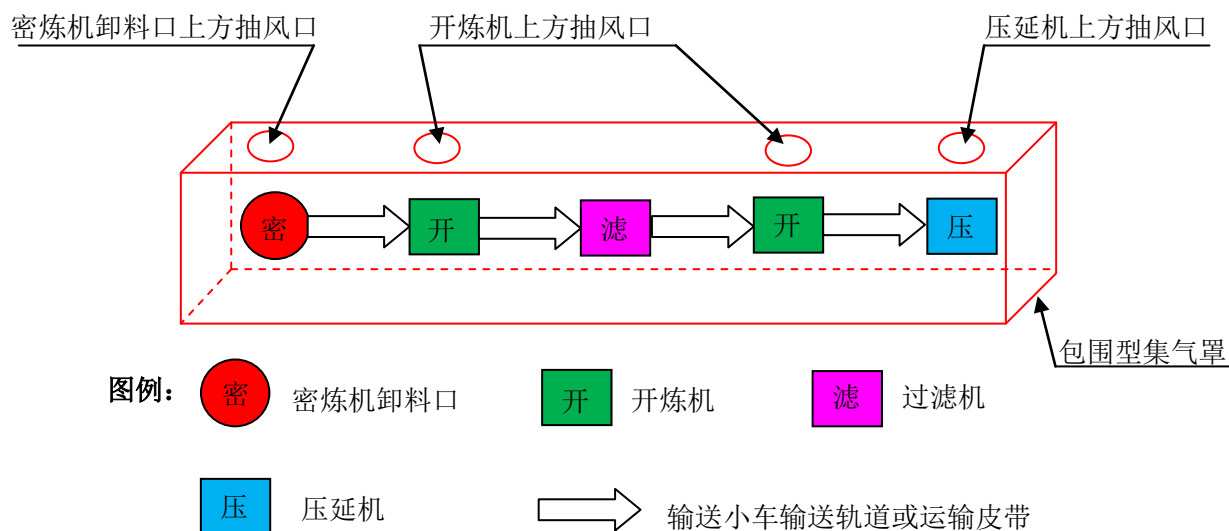 密炼机卸料口上方抽风口
开炼机上方抽风口
压延机上方抽风口
密 开 滤 开 压
包围型集气罩
图例：
密 密炼机卸料口 开 开炼机 滤 过滤机
压 压延机 输送小车输送轨道或运输皮带